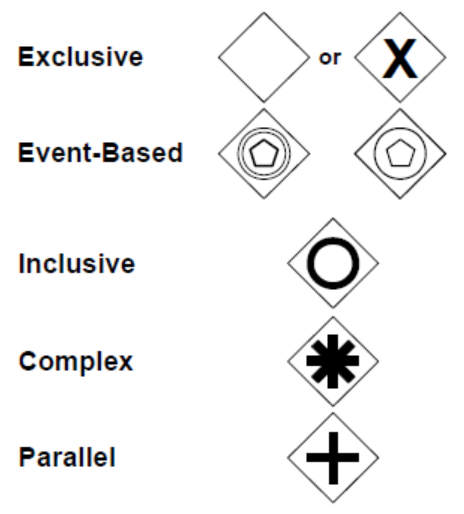 Exclusive or X
Event-Based
Inclusive
Complex
Parallel